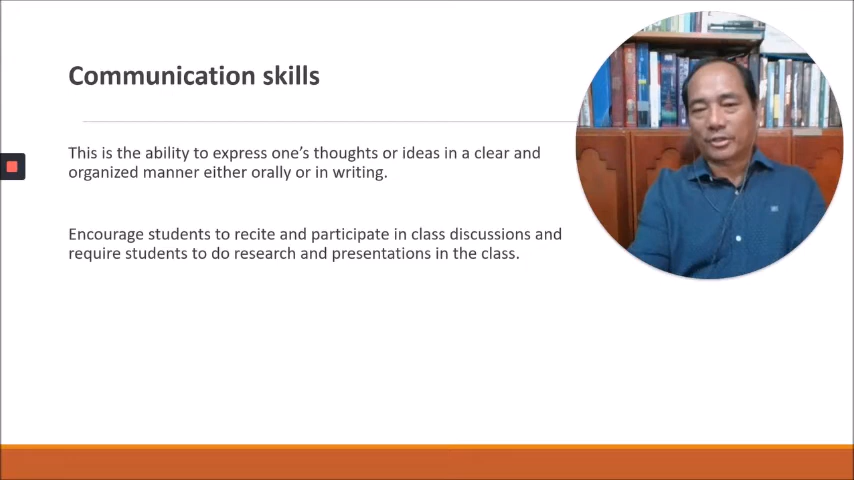 Communication skills
This is the ability to express one’s thoughts or ideas in a clear and
organized manner either orally or in writing.
Encourage students to recite and participate in class discussions and
require students to do research and presentations in the class.